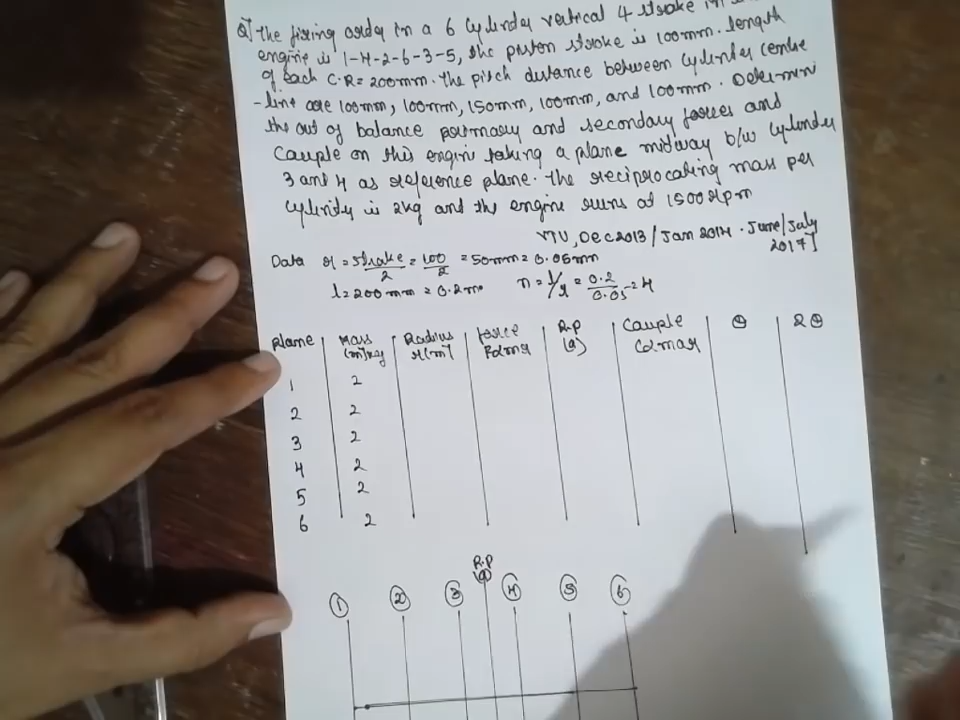 Q] The firing order in a 6 cylinder vertical 4 stroke
engine is 1-4-2-6-3-5, the piston stroke is 100mm. length
of each C.R = 200mm. The pitch distance between cylinder centre
-line are 100mm, 100mm, 150mm, 100mm, and 100mm. Determin
the out of balance primary and secondary forces and
Couple on this engin taking a plane midway b/w cylinder
3 and 4 as reference plane. The reciprocating mass per
cylinder is 2kg and the engine runs at 1500 rpm
VTU, Dec 2013 / Jan 2014 . June/July
2017]
Data r = stroke/2 = 100/2 = 50mm = 0.05mm
l = 200mm = 0.2m n = l/r = 0.2/0.05 = 4
plane Mass (m) kg Radius r(m) force F∝mr R.P (a) Couple C∝mar θ 2θ
1 2
2 2
3 2
4 2
5 2
6 2
R.P
(a)
1 2 3 4 5 6